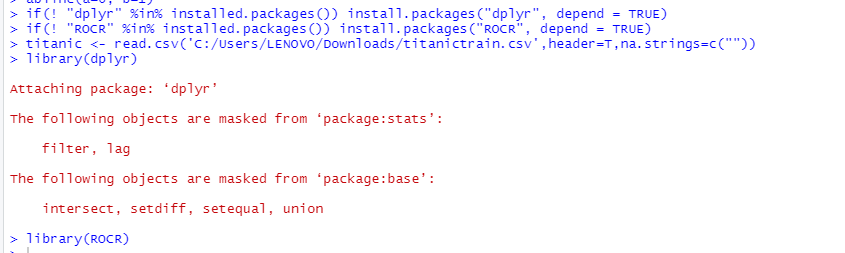 > abline(a=0, b=1)
> if(! "dplyr" %in% installed.packages()) install.packages("dplyr", depend = TRUE)
> if(! "ROCR" %in% installed.packages()) install.packages("ROCR", depend = TRUE)
> titanic <- read.csv('C:/Users/LENOVO/Downloads/titanictrain.csv',header=T,na.strings=c(""))
> library(dplyr)
Attaching package: ‘dplyr’
The following objects are masked from ‘package:stats’:
filter, lag
The following objects are masked from ‘package:base’:
intersect, setdiff, setequal, union
> library(ROCR)
>